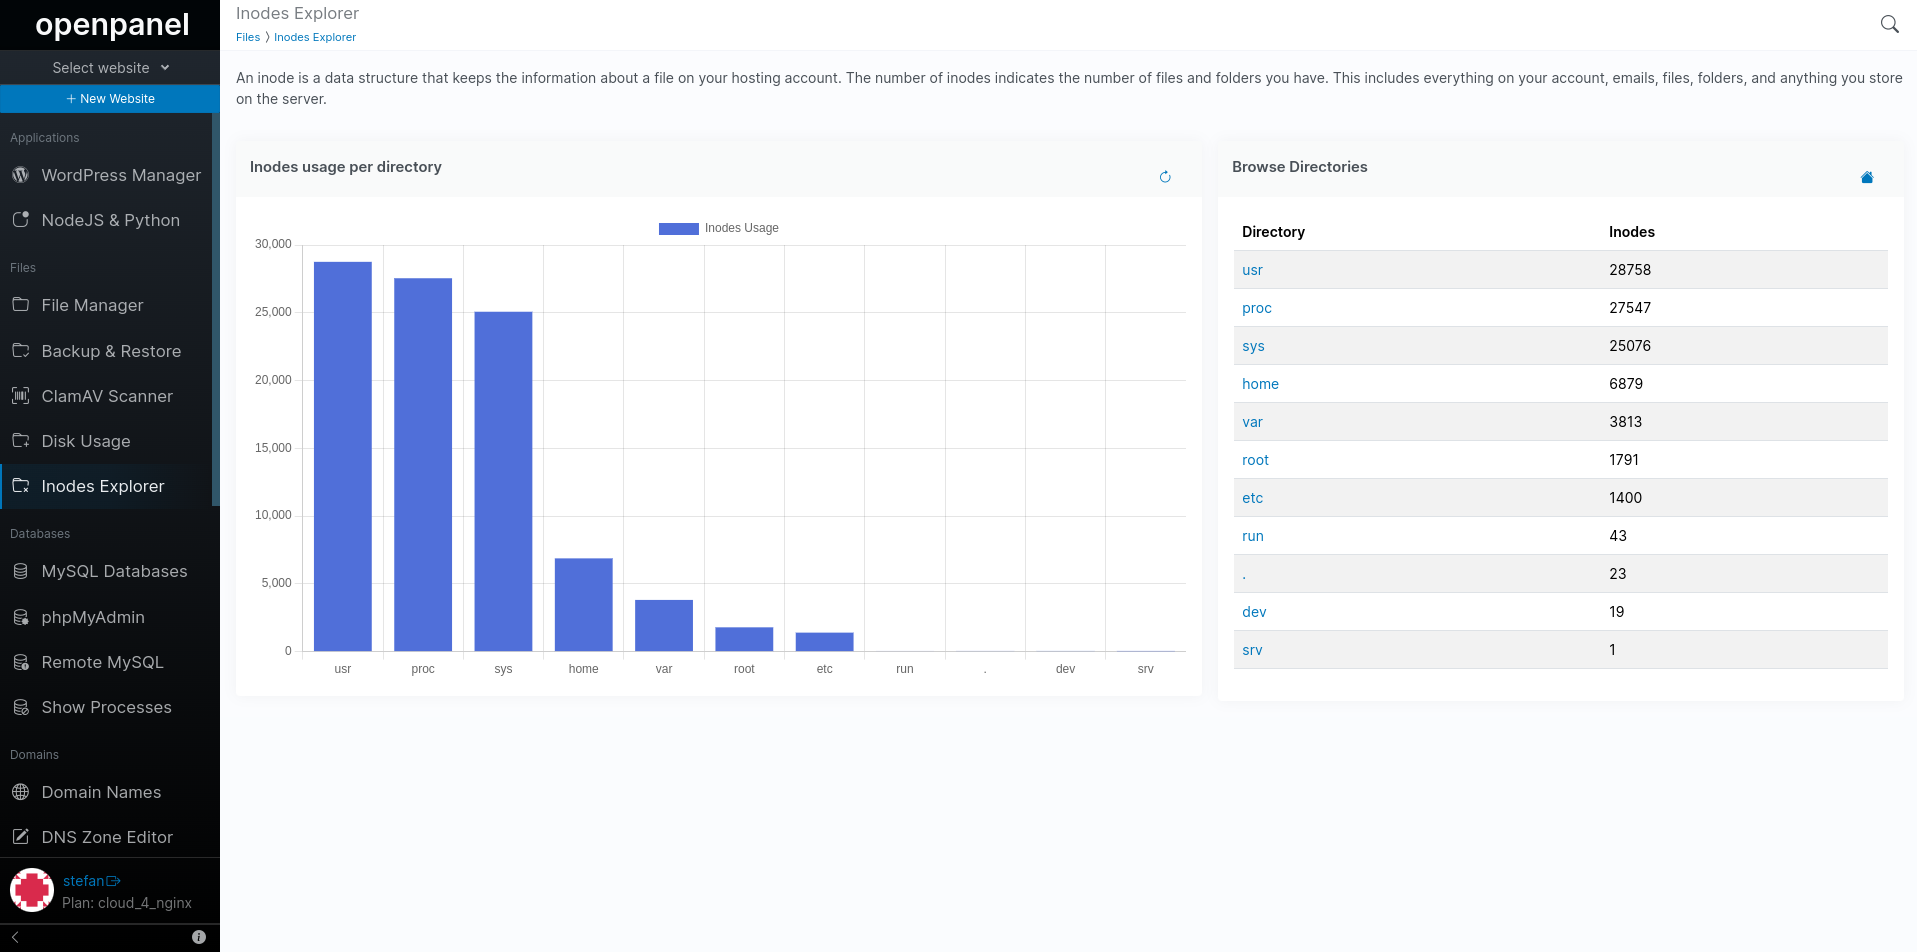 openpanel
Select website
+ New Website
Applications
WordPress Manager
NodeJS & Python
Files
File Manager
Backup & Restore
ClamAV Scanner
Disk Usage
Inodes Explorer
Databases
MySQL Databases
phpMyAdmin
Remote MySQL
Show Processes
Domains
Domain Names
DNS Zone Editor
stefan
Plan: cloud_4_nginx
Inodes Explorer
Files 〉 Inodes Explorer
An inode is a data structure that keeps the information about a file on your hosting account. The number of inodes indicates the number of files and folders you have. This includes everything on your account, emails, files, folders, and anything you store
on the server.
Inodes usage per directory
Inodes Usage
30,000
25,000
20,000
15,000
10,000
5,000
0
usr proc sys home var root etc run . dev srv
Browse Directories
Directory Inodes
usr 28758
proc 27547
sys 25076
home 6879
var 3813
root 1791
etc 1400
run 43
. 23
dev 19
srv 1